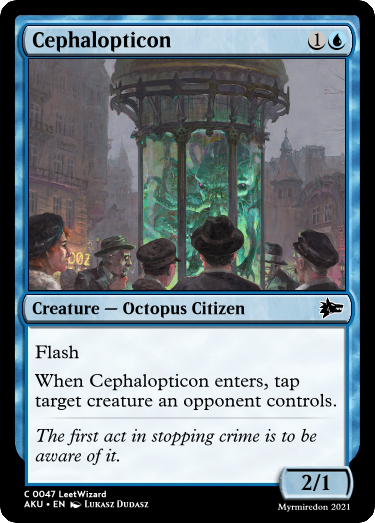 Cephalopticon
1
Creature — Octopus Citizen
Flash
When Cephalopticon enters, tap
target creature an opponent controls.
The first act in stopping crime is to be
aware of it.
2/1
C 0047 LeetWizard
AKU • EN Lukasz Dudasz
Myrmiredon 2021